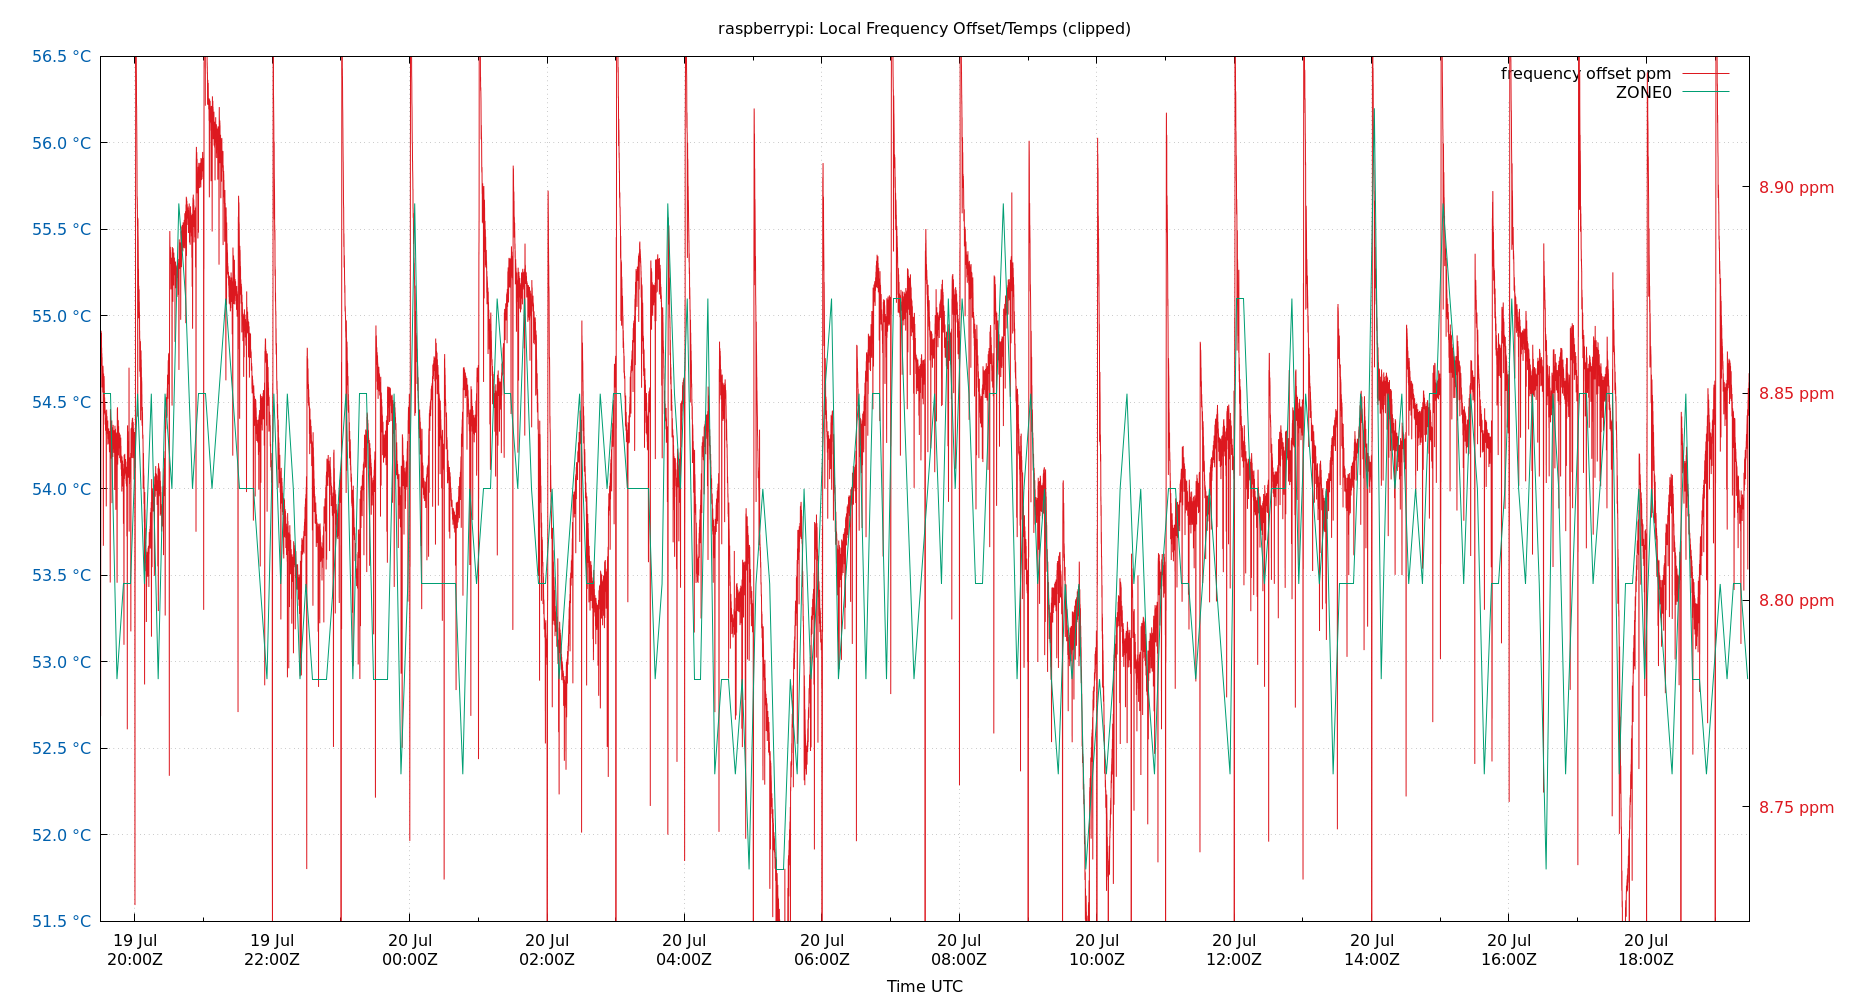 raspberrypi: Local Frequency Offset/Temps (clipped)
frequency offset ppm
ZONE0
56.5 °C
56.0 °C
55.5 °C
55.0 °C
54.5 °C
54.0 °C
53.5 °C
53.0 °C
52.5 °C
52.0 °C
51.5 °C
8.90 ppm
8.85 ppm
8.80 ppm
8.75 ppm
19 Jul 19 Jul 20 Jul 20 Jul 20 Jul 20 Jul 20 Jul 20 Jul 20 Jul 20 Jul 20 Jul 20 Jul
20:00Z 22:00Z 00:00Z 02:00Z 04:00Z 06:00Z 08:00Z 10:00Z 12:00Z 14:00Z 16:00Z 18:00Z
Time UTC